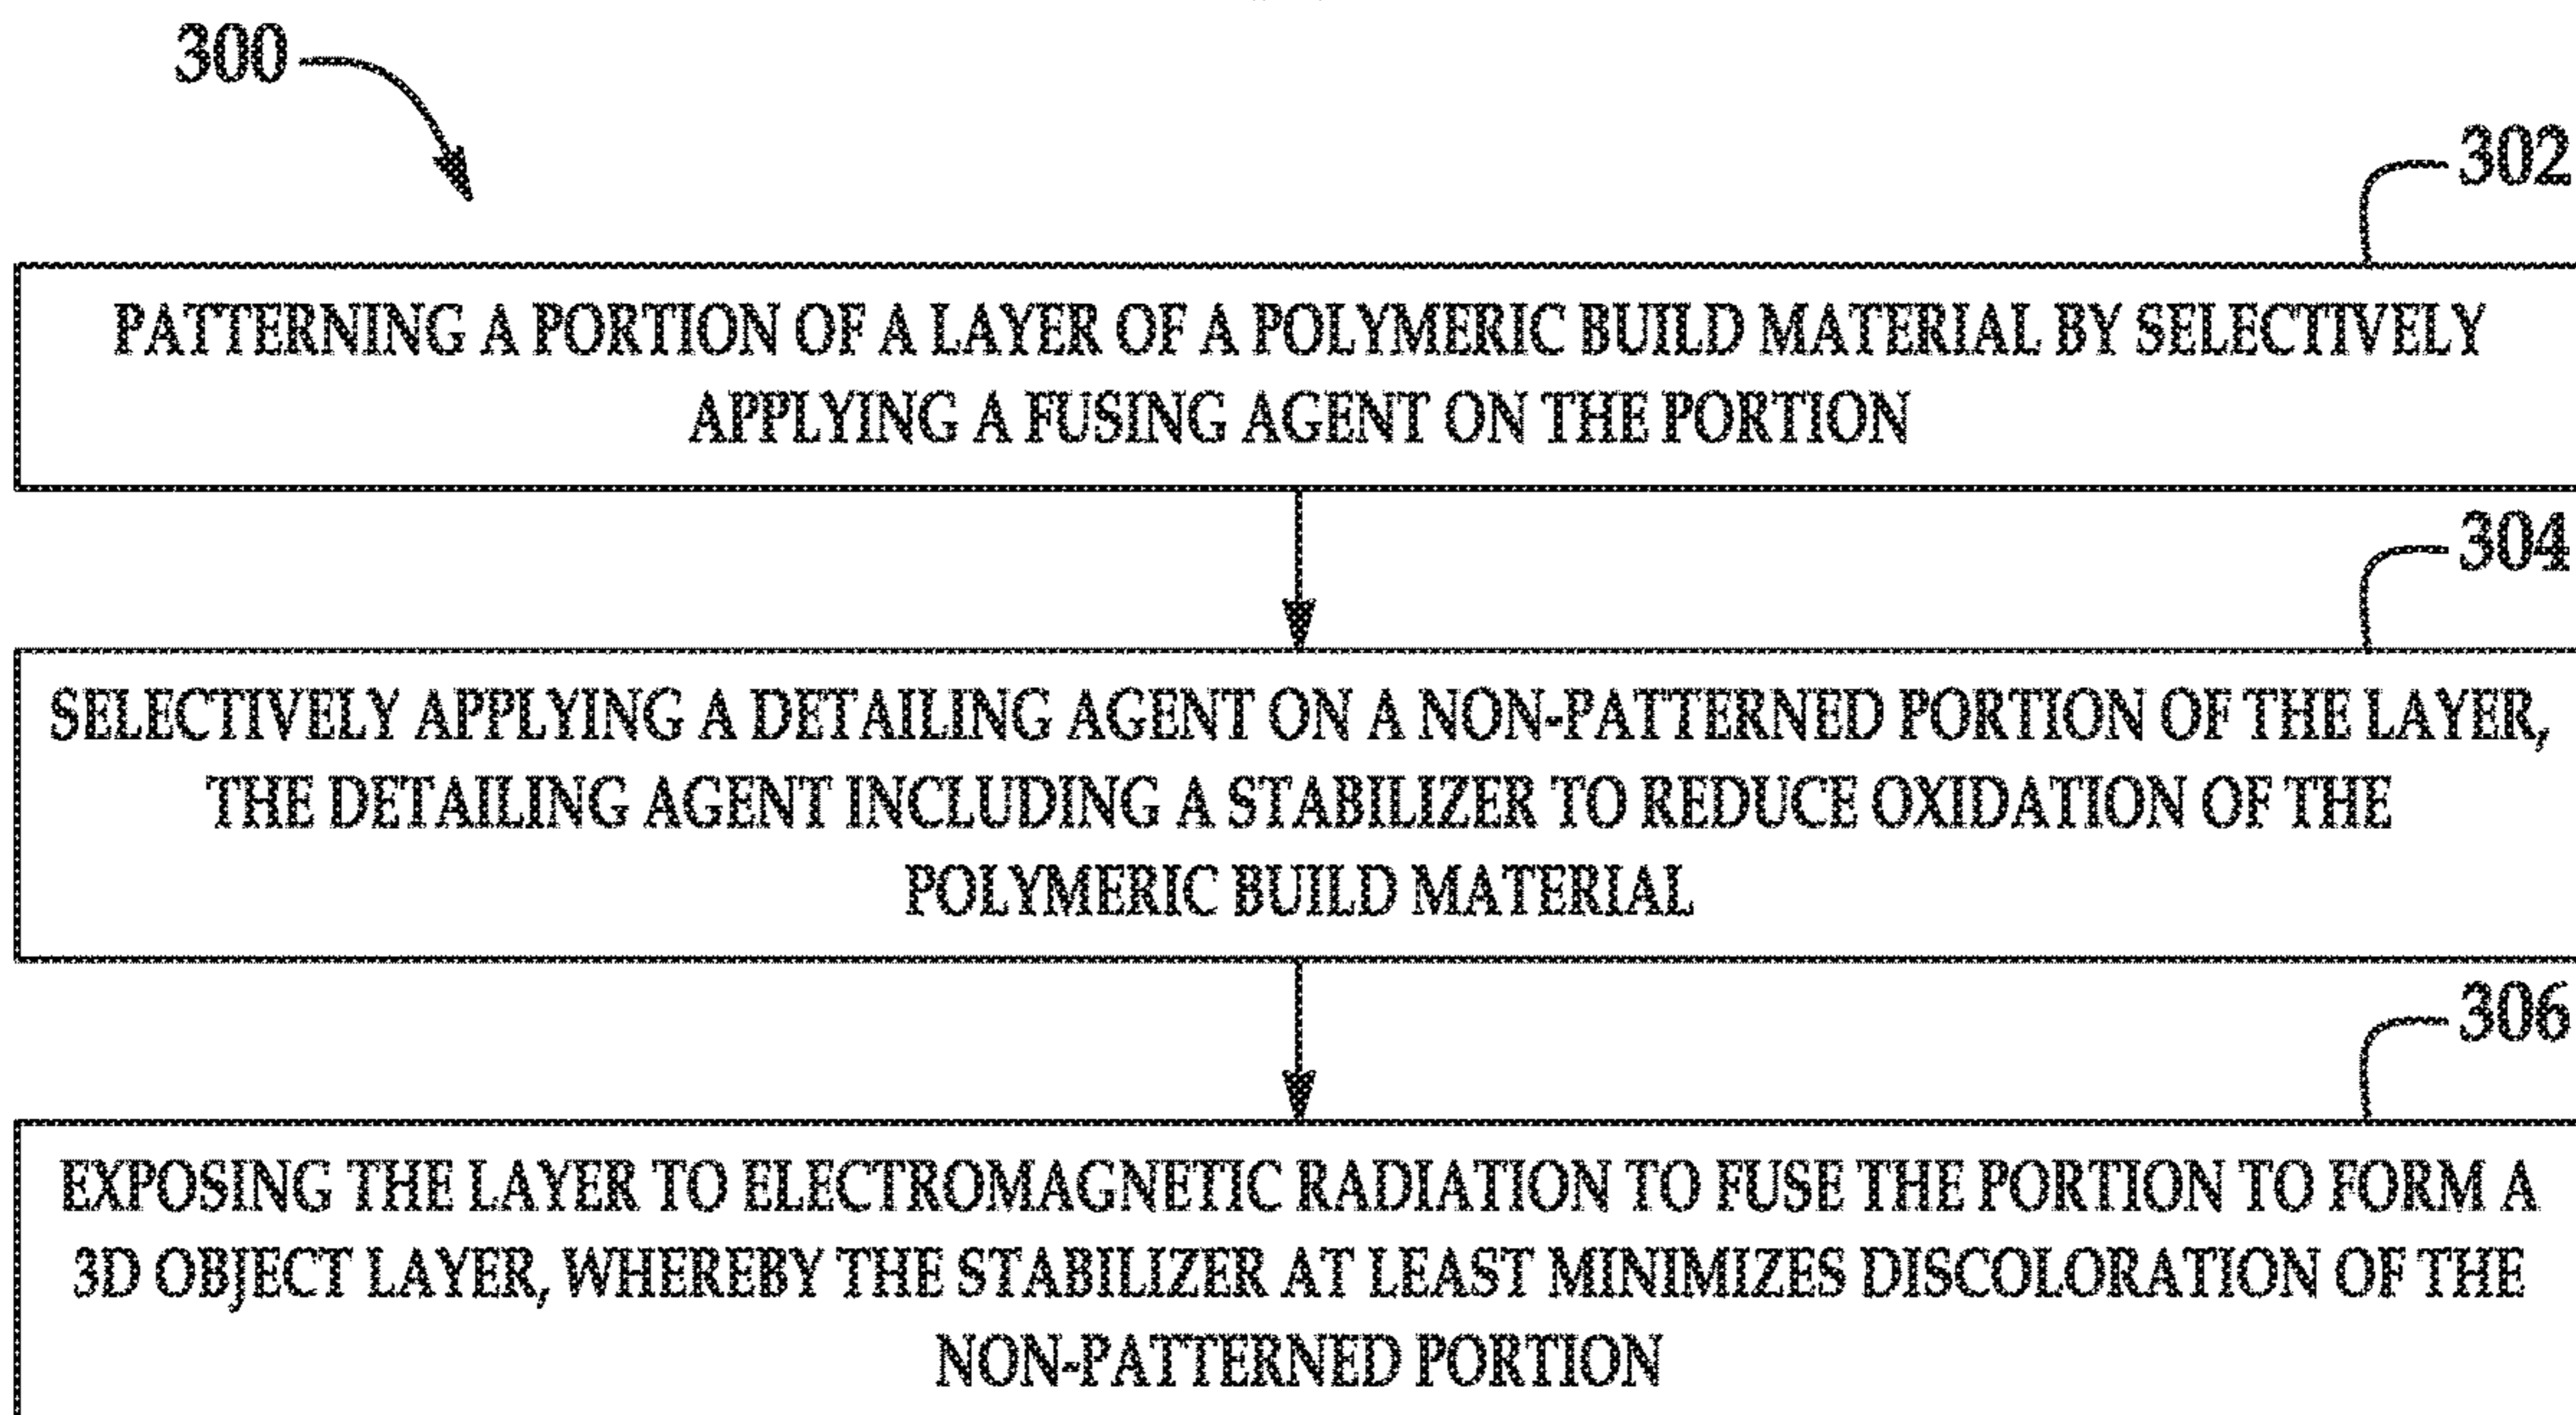 300
302
PATTERNING A PORTION OF A LAYER OF A POLYMERIC BUILD MATERIAL BY SELECTIVELY
APPLYING A FUSING AGENT ON THE PORTION
304
SELECTIVELY APPLYING A DETAILING AGENT ON A NON-PATTERNED PORTION OF THE LAYER,
THE DETAILING AGENT INCLUDING A STABILIZER TO REDUCE OXIDATION OF THE
POLYMERIC BUILD MATERIAL
306
EXPOSING THE LAYER TO ELECTROMAGNETIC RADIATION TO FUSE THE PORTION TO FORM A
3D OBJECT LAYER, WHEREBY THE STABILIZER AT LEAST MINIMIZES DISCOLORATION OF THE
NON-PATTERNED PORTION